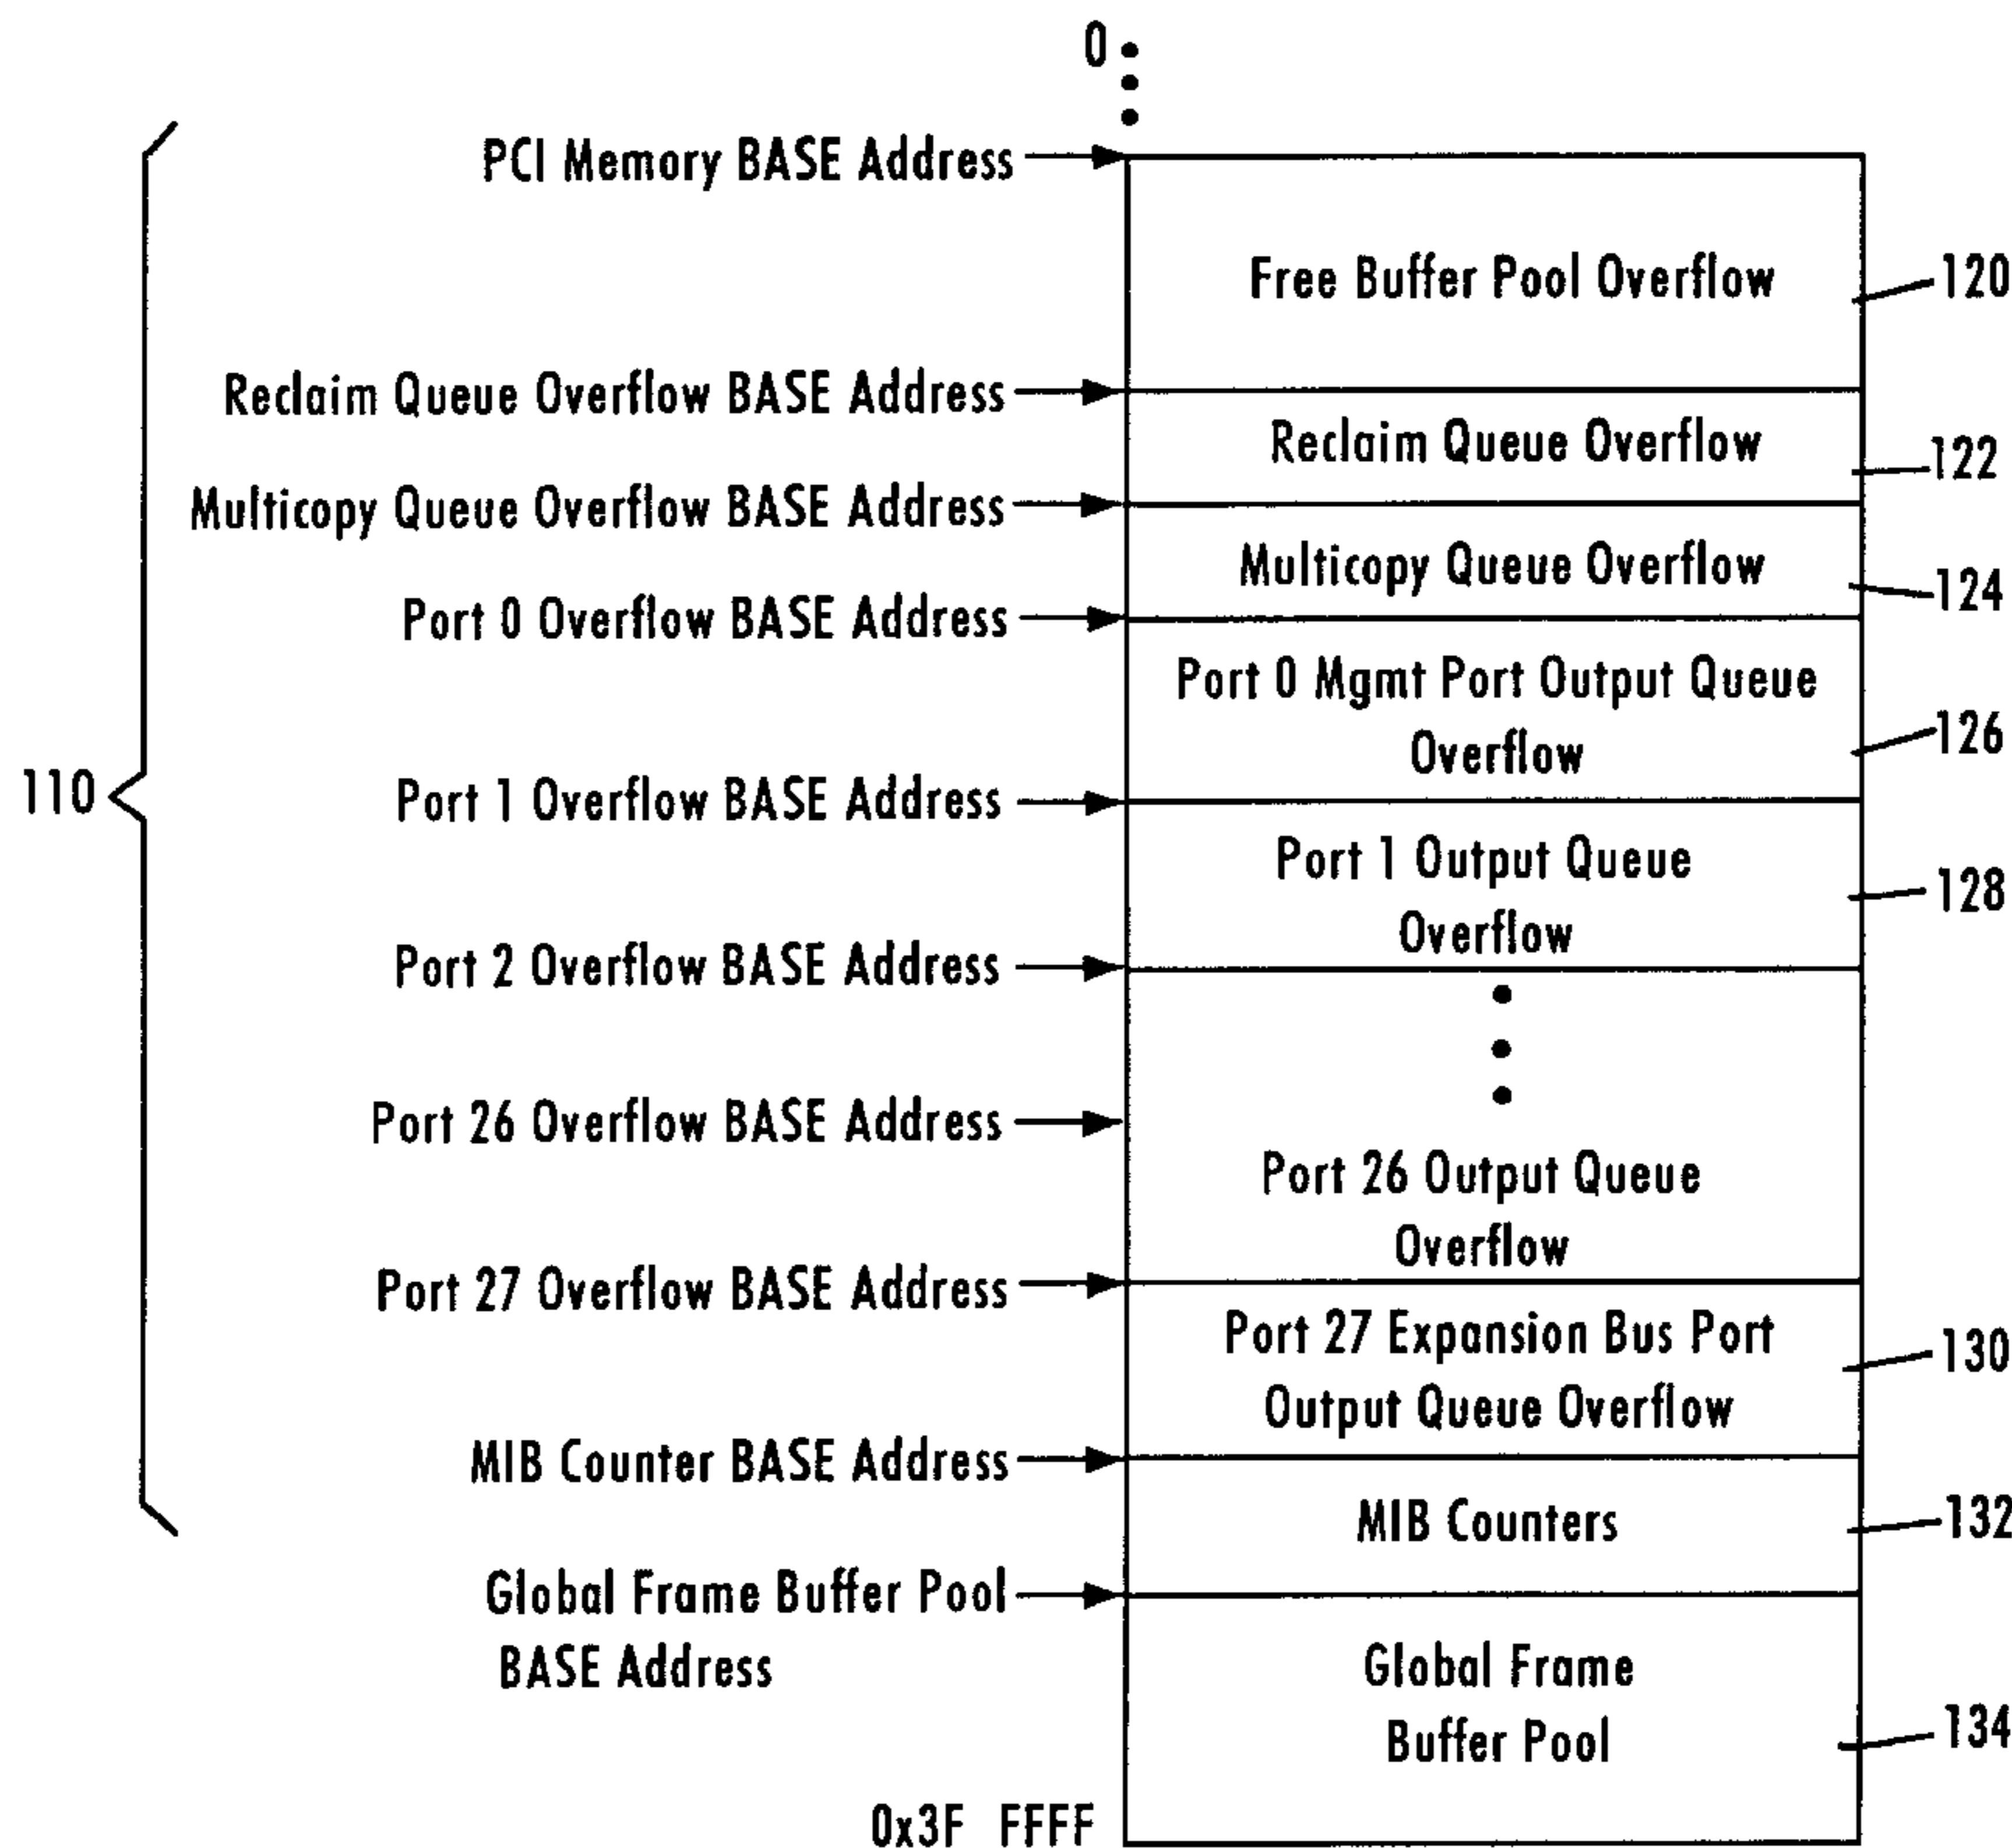 0
PCI Memory BASE Address
Free Buffer Pool Overflow
120
Reclaim Queue Overflow BASE Address
Reclaim Queue Overflow
122
Multicopy Queue Overflow BASE Address
Multicopy Queue Overflow
124
Port 0 Overflow BASE Address
Port 0 Mgmt Port Output Queue
Overflow
126
110
Port 1 Overflow BASE Address
Port 1 Output Queue
Overflow
128
Port 2 Overflow BASE Address
Port 26 Overflow BASE Address
Port 26 Output Queue
Overflow
Port 27 Overflow BASE Address
Port 27 Expansion Bus Port
Output Queue Overflow
130
MIB Counter BASE Address
MIB Counters
132
Global Frame Buffer Pool
BASE Address
Global Frame
Buffer Pool
134
0x3F FFFF